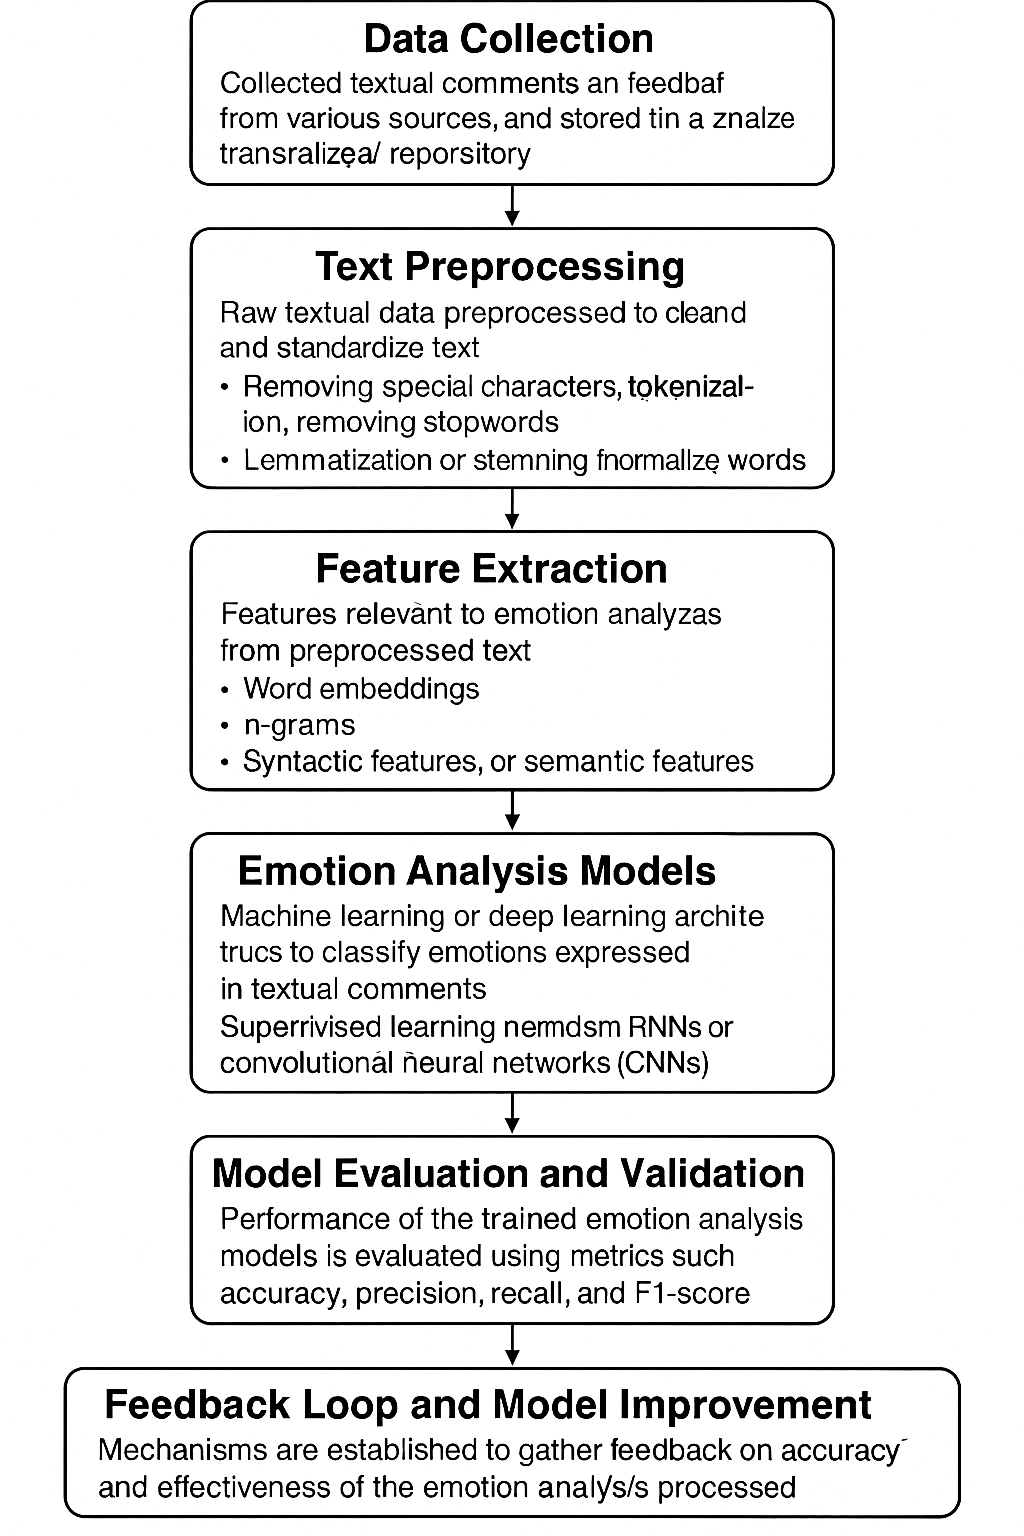 Data Collection
Collected textual comments an feedbaf
from various sources, and stored tin a znalze
transralizęa/ reporsitory
Text Preprocessing
Raw textual data preprocessed to cleand
and standardize text
• Removing special characters, tokenizal-
ion, removing stopwords
• Lemmatization or stemning fnormallzę words
Feature Extraction
Features relevànt to emotion analyzas
from preprocessed text
• Word embeddings
• n-grams
• Syntactic features, or semantic features
Emotion Analysis Models
Machine learning or deep learning archite
trucs to classify emotions expressed
in textual comments
Superrivised learning nemdsm RNNs or
convolutionál neural networks (CNNs)
Model Evaluation and Validation
Performance of the trained emotion analysis
models is evaluated using metrics such
accuracy, precision, recall, and F1-score
Feedback Loop and Model Improvement
Mechanisms are established to gather feedback on accuracy
and effectiveness of the emotion analy/s/s processed